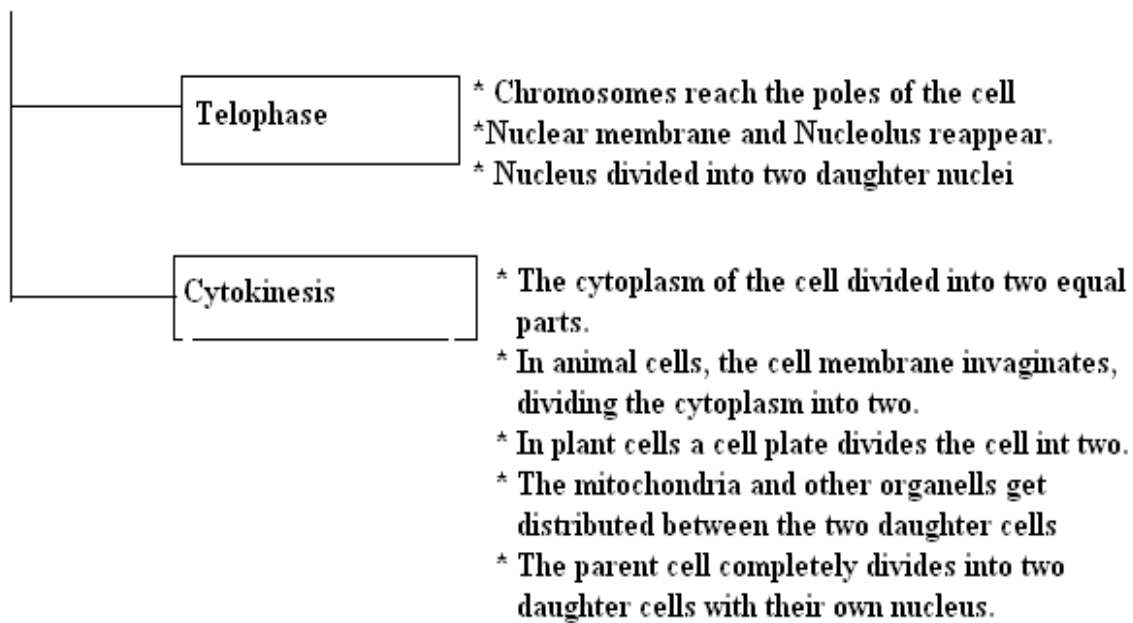 Telophase
* Chromosomes reach the poles of the cell
*Nuclear membrane and Nucleolus reappear.
* Nucleus divided into two daughter nuclei
Cytokinesis
* The cytoplasm of the cell divided into two equal
parts.
* In animal cells, the cell membrane invaginates,
dividing the cytoplasm into two.
* In plant cells a cell plate divides the cell int two.
* The mitochondria and other organells get
distributed between the two daughter cells
* The parent cell completely divides into two
daughter cells with their own nucleus.